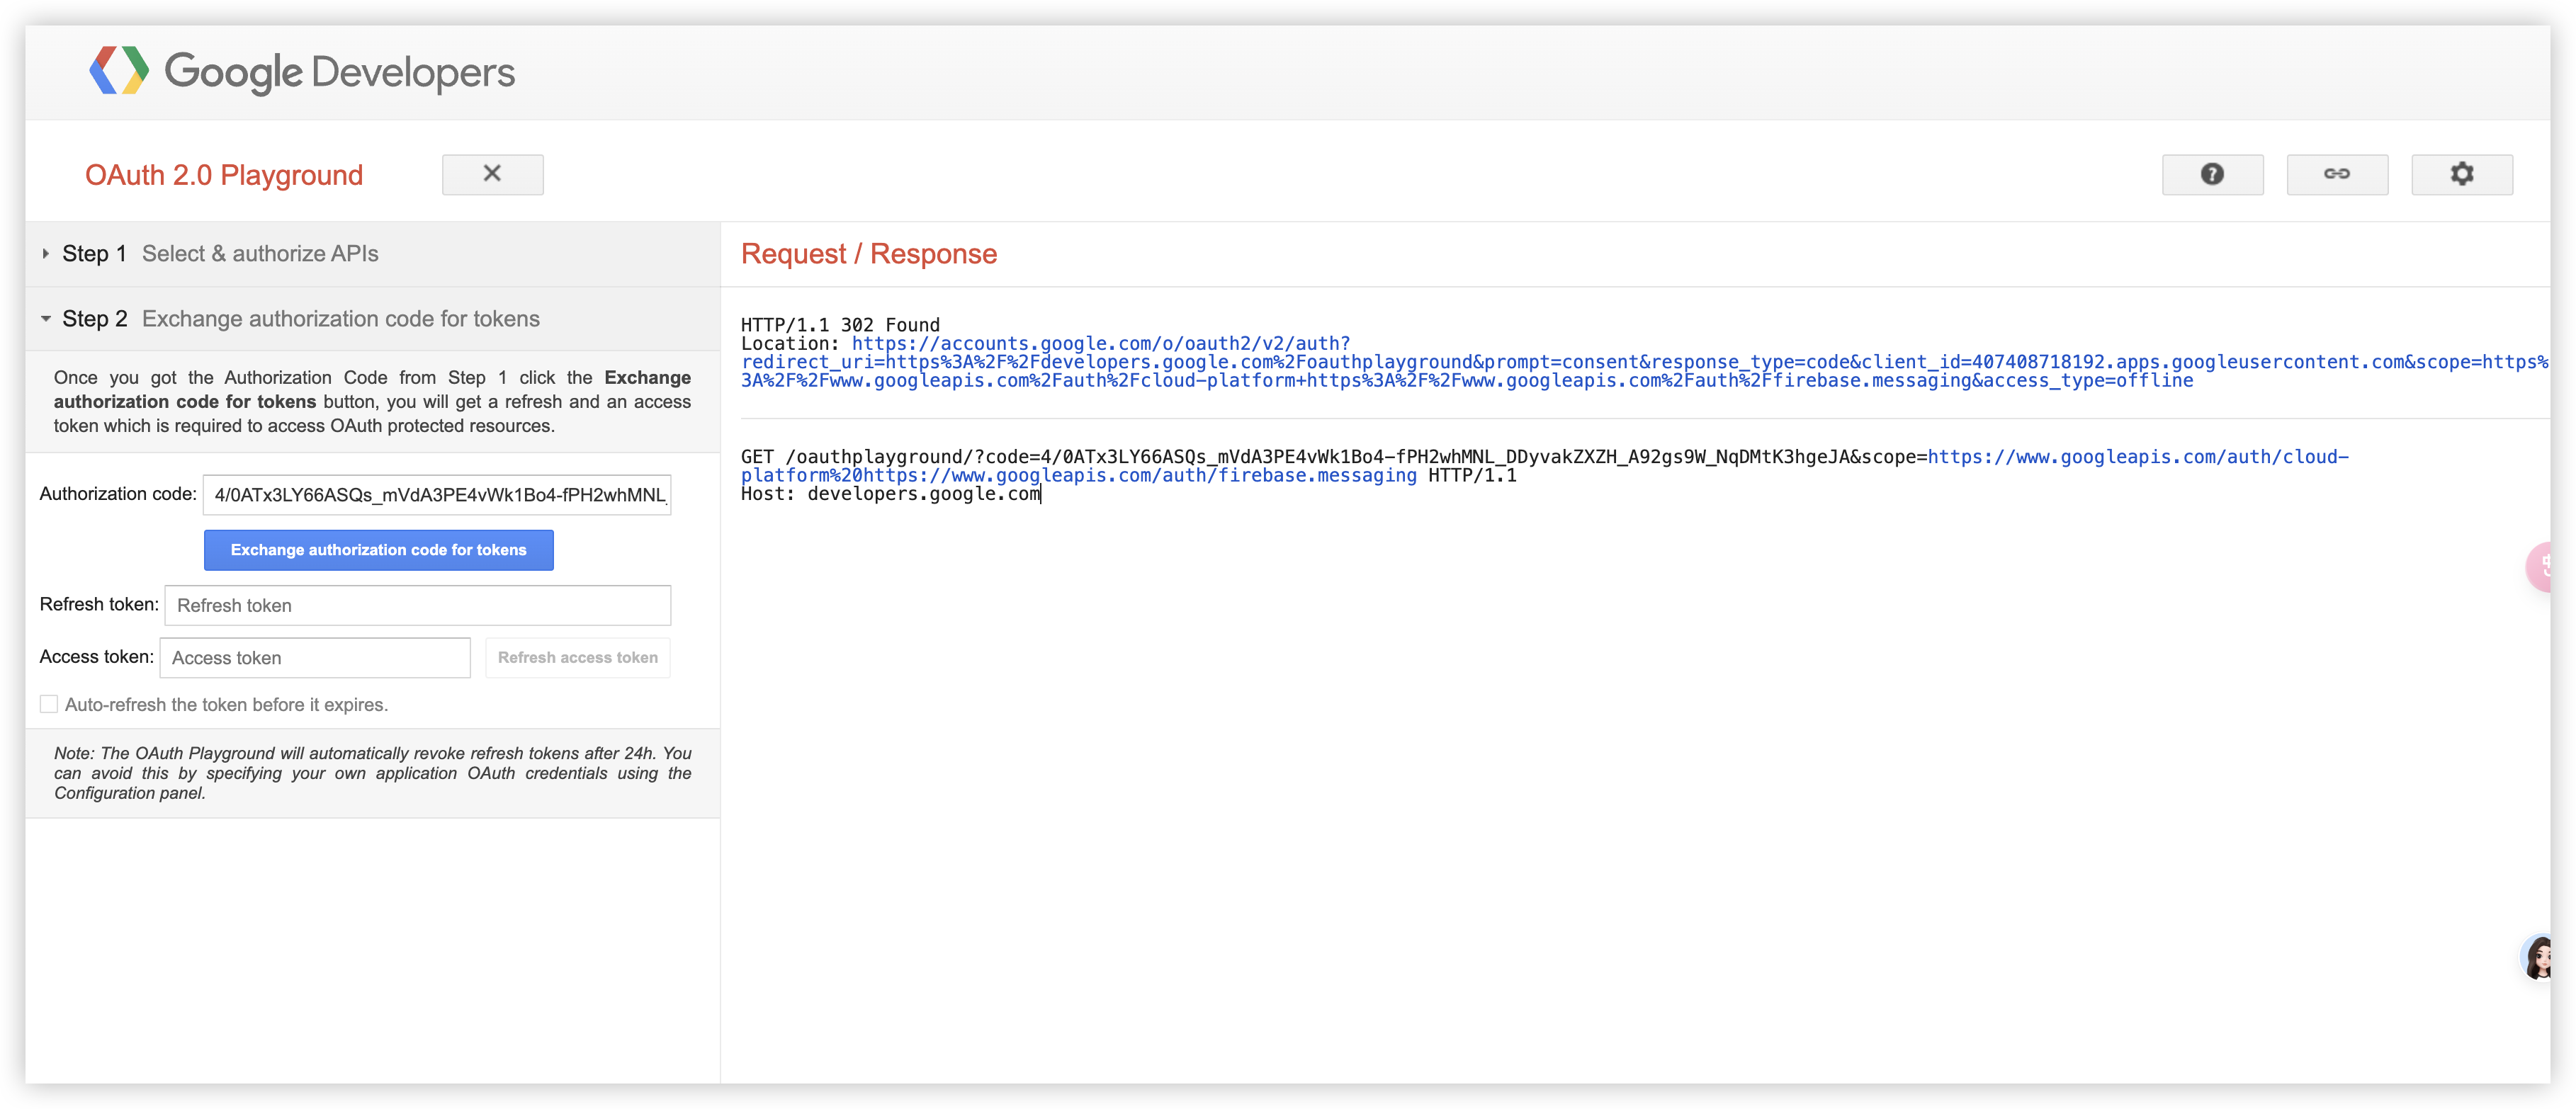 Google Developers
OAuth 2.0 Playground
Step 1 Select & authorize APIs
Step 2 Exchange authorization code for tokens
Once you got the Authorization Code from Step 1 click the Exchange
authorization code for tokens button, you will get a refresh and an access
token which is required to access OAuth protected resources.
Authorization code: 4/0ATx3LY66ASQs_mVdA3PE4vWk1Bo4-fPH2whMNL_
Exchange authorization code for tokens
Refresh token: Refresh token
Access token: Access token Refresh access token
Auto-refresh the token before it expires.
Note: The OAuth Playground will automatically revoke refresh tokens after 24h. You
can avoid this by specifying your own application OAuth credentials using the
Configuration panel.
Request / Response
HTTP/1.1 302 Found
Location: https://accounts.google.com/o/oauth2/v2/auth?
redirect_uri=https%3A%2F%2Fdevelopers.google.com%2Foauthplayground&prompt=consent&response_type=code&client_id=407408718192.apps.googleusercontent.com&scope=https%
3A%2F%2Fwww.googleapis.com%2Fauth%2Fcloud-platform+https%3A%2F%2Fwww.googleapis.com%2Fauth%2Ffirebase.messaging&access_type=offline
GET /oauthplayground/?code=4/0ATx3LY66ASQs_mVdA3PE4vWk1Bo4-fPH2whMNL_DDyvakZXZH_A92gs9W_NqDMtK3hgeJA&scope=https://www.googleapis.com/auth/cloud-
platform%20https://www.googleapis.com/auth/firebase.messaging HTTP/1.1
Host: developers.google.com